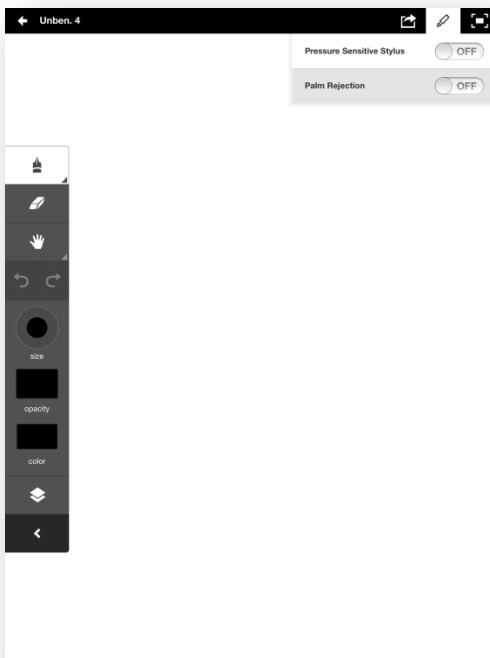 Unben. 4
Pressure Sensitive Stylus OFF
Palm Rejection OFF
size
opacity
color